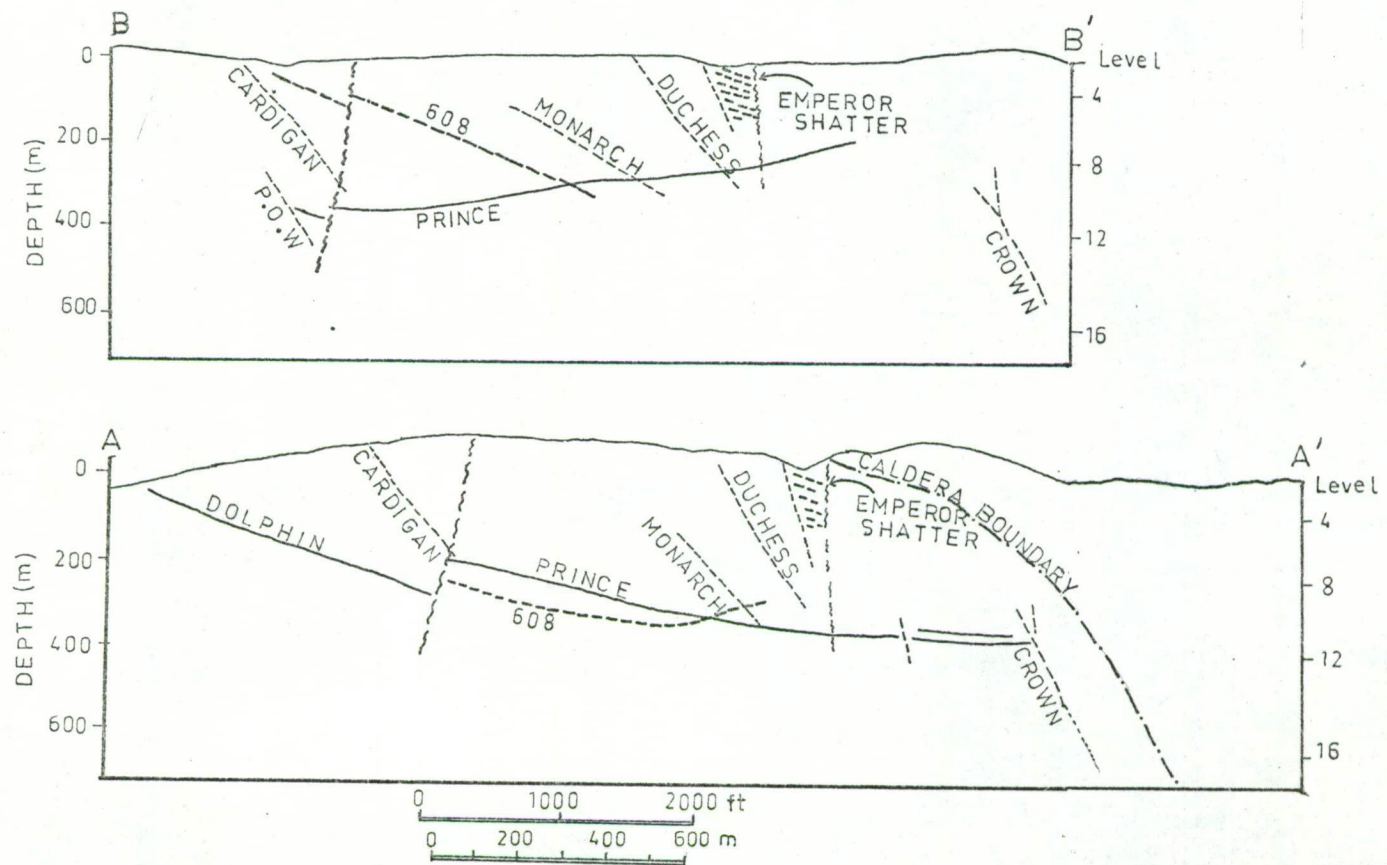 B
B'
0
Level
CARDIGAN
608
MONARCH
DUCHESS
EMPEROR
SHATTER
4
200
8
P.O.W
PRINCE
400
12
CROWN
600
16
DEPTH (m)
A
A'
0
Level
CARDIGAN
DOLPHIN
DUCHESS
CALDERA BOUNDARY
EMPEROR
SHATTER
4
MONARCH
200
PRINCE
8
608
400
12
CROWN
600
16
DEPTH (m)
0 1000 2000 ft
0 200 400 600 m